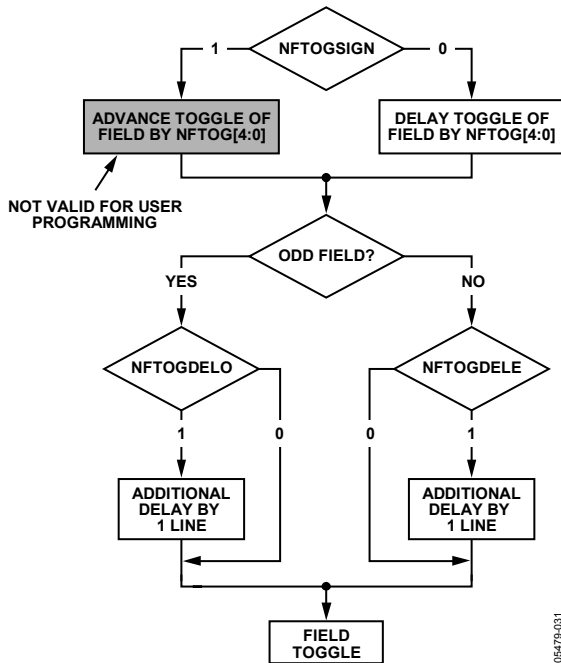 NFTOGSIGN
1
0
ADVANCE TOGGLE OF
FIELD BY NFTOG[4:0]
DELAY TOGGLE OF
FIELD BY NFTOG[4:0]
NOT VALID FOR USER
PROGRAMMING
ODD FIELD?
YES
NO
NFTOGDELO
NFTOGDELE
1
0
0
1
ADDITIONAL
DELAY BY
1 LINE
ADDITIONAL
DELAY BY
1 LINE
FIELD
TOGGLE
05479-031